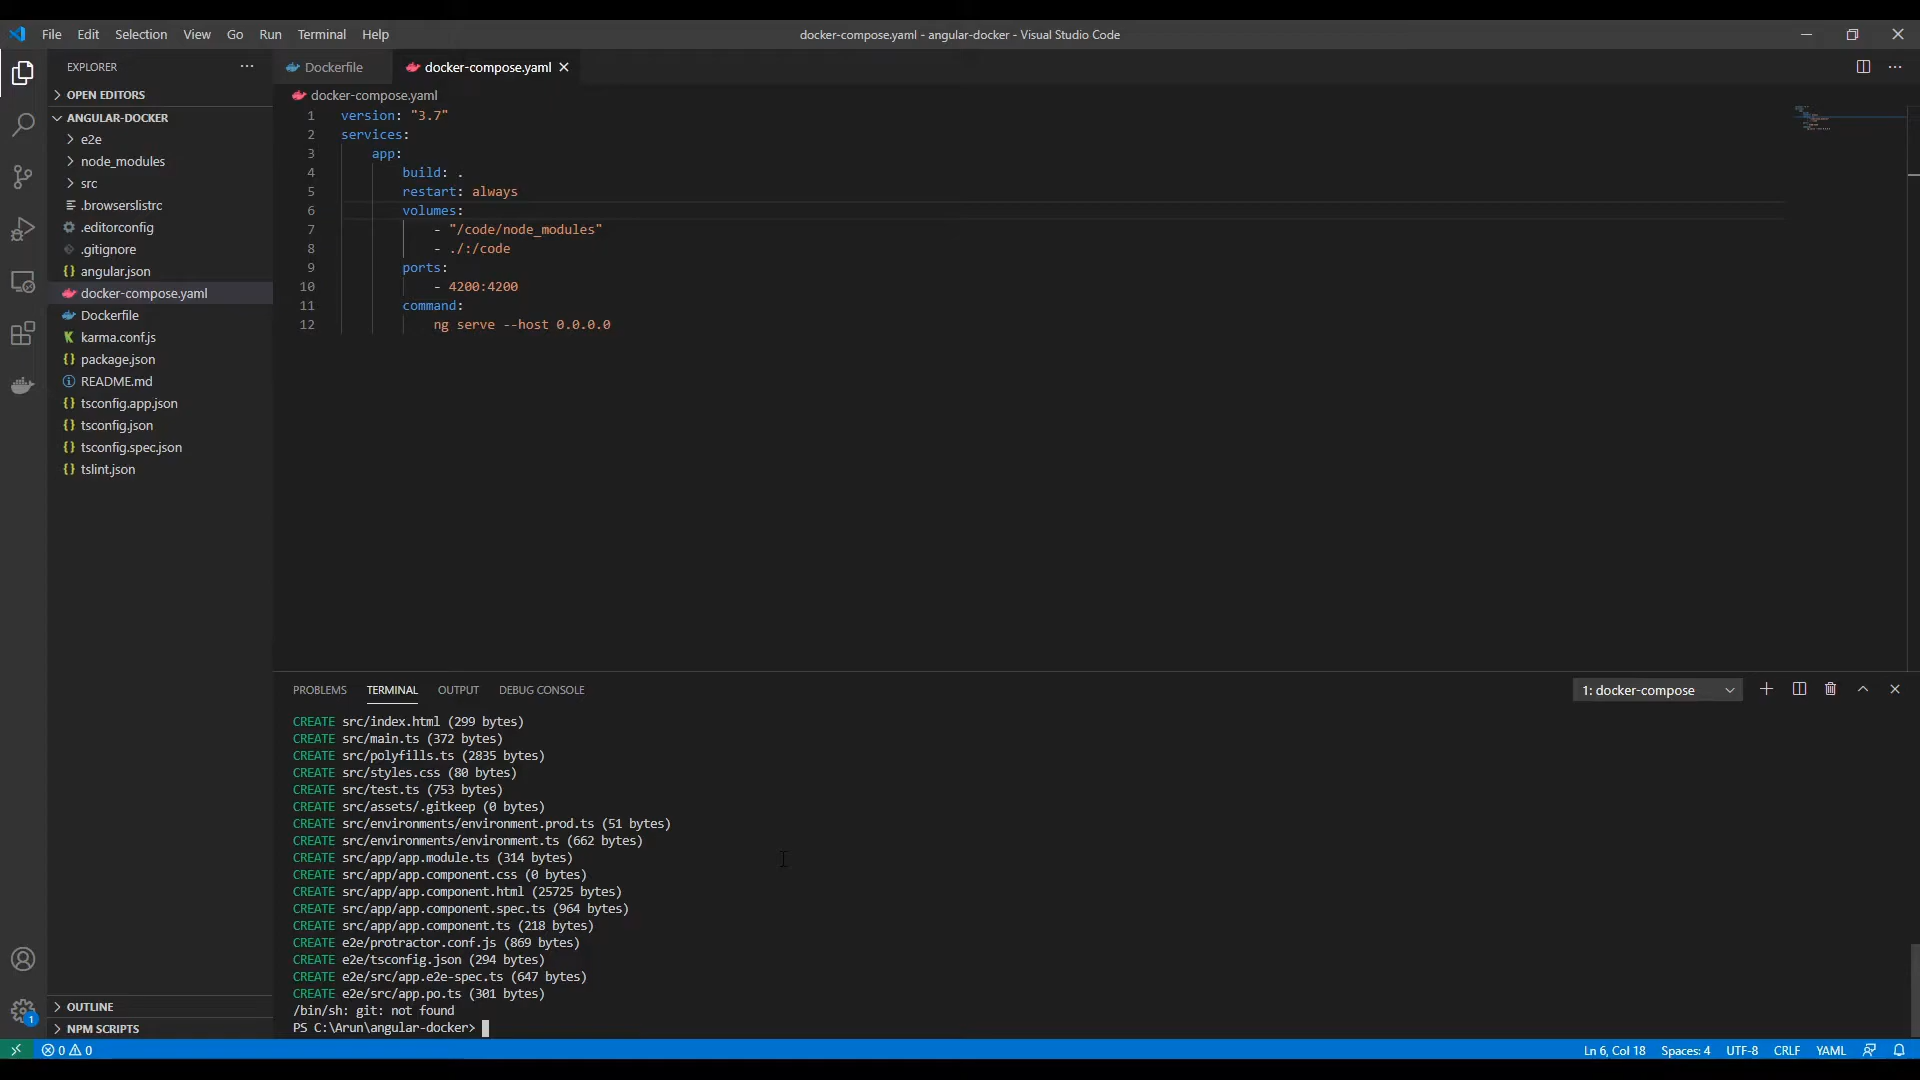 File Edit Selection View Go Run Terminal Help
docker-compose.yaml - angular-docker - Visual Studio Code
EXPLORER
OPEN EDITORS
ANGULAR-DOCKER
e2e
node_modules
src
.browserslistrc
.editorconfig
.gitignore
angular.json
docker-compose.yaml
Dockerfile
karma.conf.js
package.json
README.md
tsconfig.app.json
tsconfig.json
tsconfig.spec.json
tslint.json
OUTLINE
NPM SCRIPTS
Dockerfile docker-compose.yaml
docker-compose.yaml
1 version: "3.7"
2 services:
3 app:
4 build: .
5 restart: always
6 volumes:
7 - "/code/node_modules"
8 - ./:/code
9 ports:
10 - 4200:4200
11 command:
12 ng serve --host 0.0.0.0
PROBLEMS TERMINAL OUTPUT DEBUG CONSOLE
1: docker-compose
CREATE src/index.html (299 bytes)
CREATE src/main.ts (372 bytes)
CREATE src/polyfills.ts (2835 bytes)
CREATE src/styles.css (80 bytes)
CREATE src/test.ts (753 bytes)
CREATE src/assets/.gitkeep (0 bytes)
CREATE src/environments/environment.prod.ts (51 bytes)
CREATE src/environments/environment.ts (662 bytes)
CREATE src/app/app.module.ts (314 bytes)
CREATE src/app/app.component.css (0 bytes)
CREATE src/app/app.component.html (25725 bytes)
CREATE src/app/app.component.spec.ts (964 bytes)
CREATE src/app/app.component.ts (218 bytes)
CREATE e2e/protractor.conf.js (869 bytes)
CREATE e2e/tsconfig.json (294 bytes)
CREATE e2e/src/app.e2e-spec.ts (647 bytes)
CREATE e2e/src/app.po.ts (301 bytes)
/bin/sh: git: not found
PS C:\Arun\angular-docker>
1
0 0
Ln 6, Col 18 Spaces: 4 UTF-8 CRLF YAML